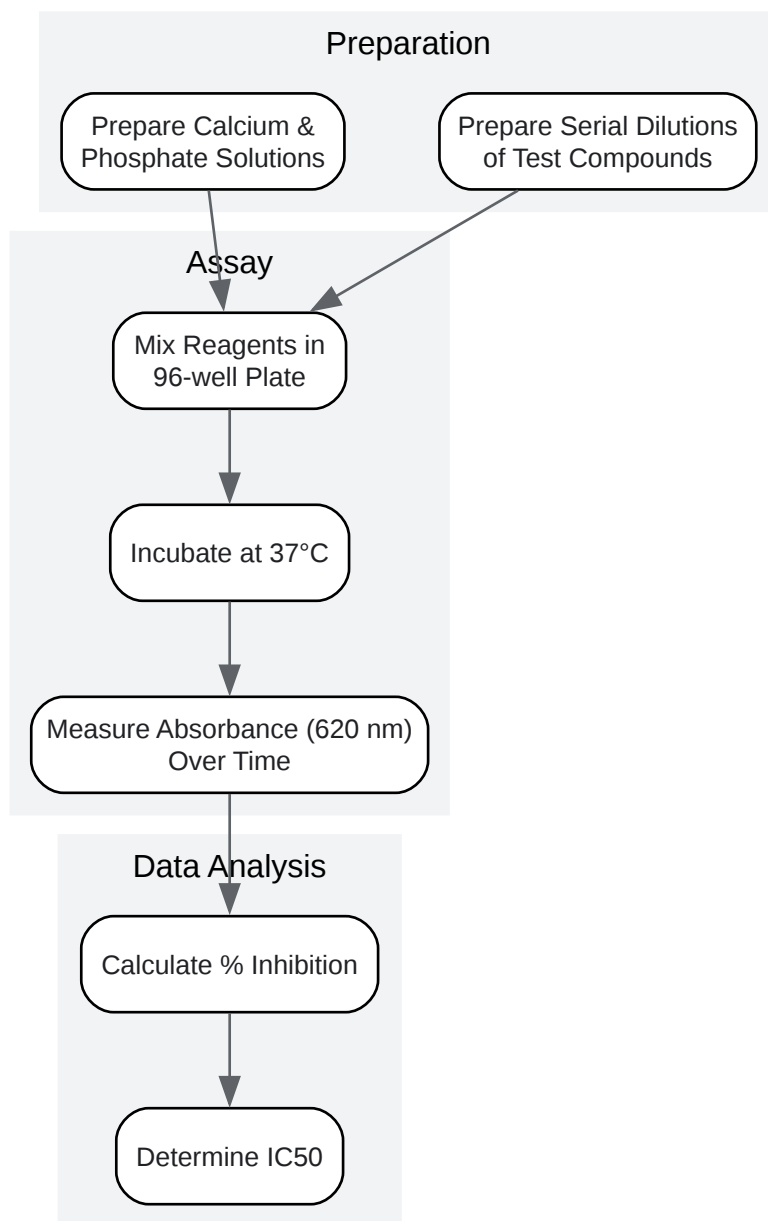 Preparation
Prepare Calcium &
Phosphate Solutions
Prepare Serial Dilutions
of Test Compounds
Assay
Mix Reagents in
96-well Plate
Incubate at 37°C
Measure Absorbance (620 nm)
Over Time
Data Analysis
Calculate % Inhibition
Determine IC50